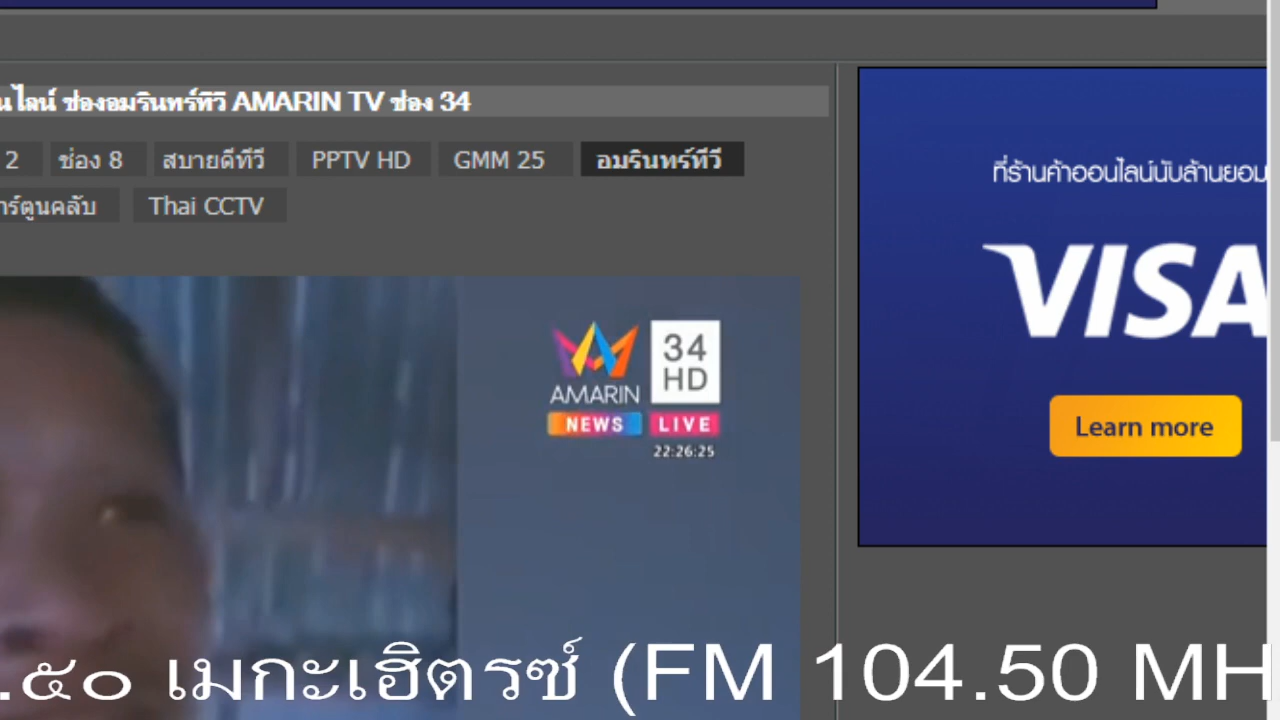 นไลน์ ช่องอมรินทร์ทีวี AMARIN TV ช่อง 34
2 ช่อง 8 สบายดีทีวี PPTV HD GMM 25 อมรินทร์ทีวี
าร์ตูนคลับ Thai CCTV
ที่ร้านค้าออนไลน์นับล้านยอม
VISA
Learn more
34
HD
AMARIN
NEWS LIVE
22:26:25
.๕๐ เมกะเฮิตรซ์ (FM 104.50 MH